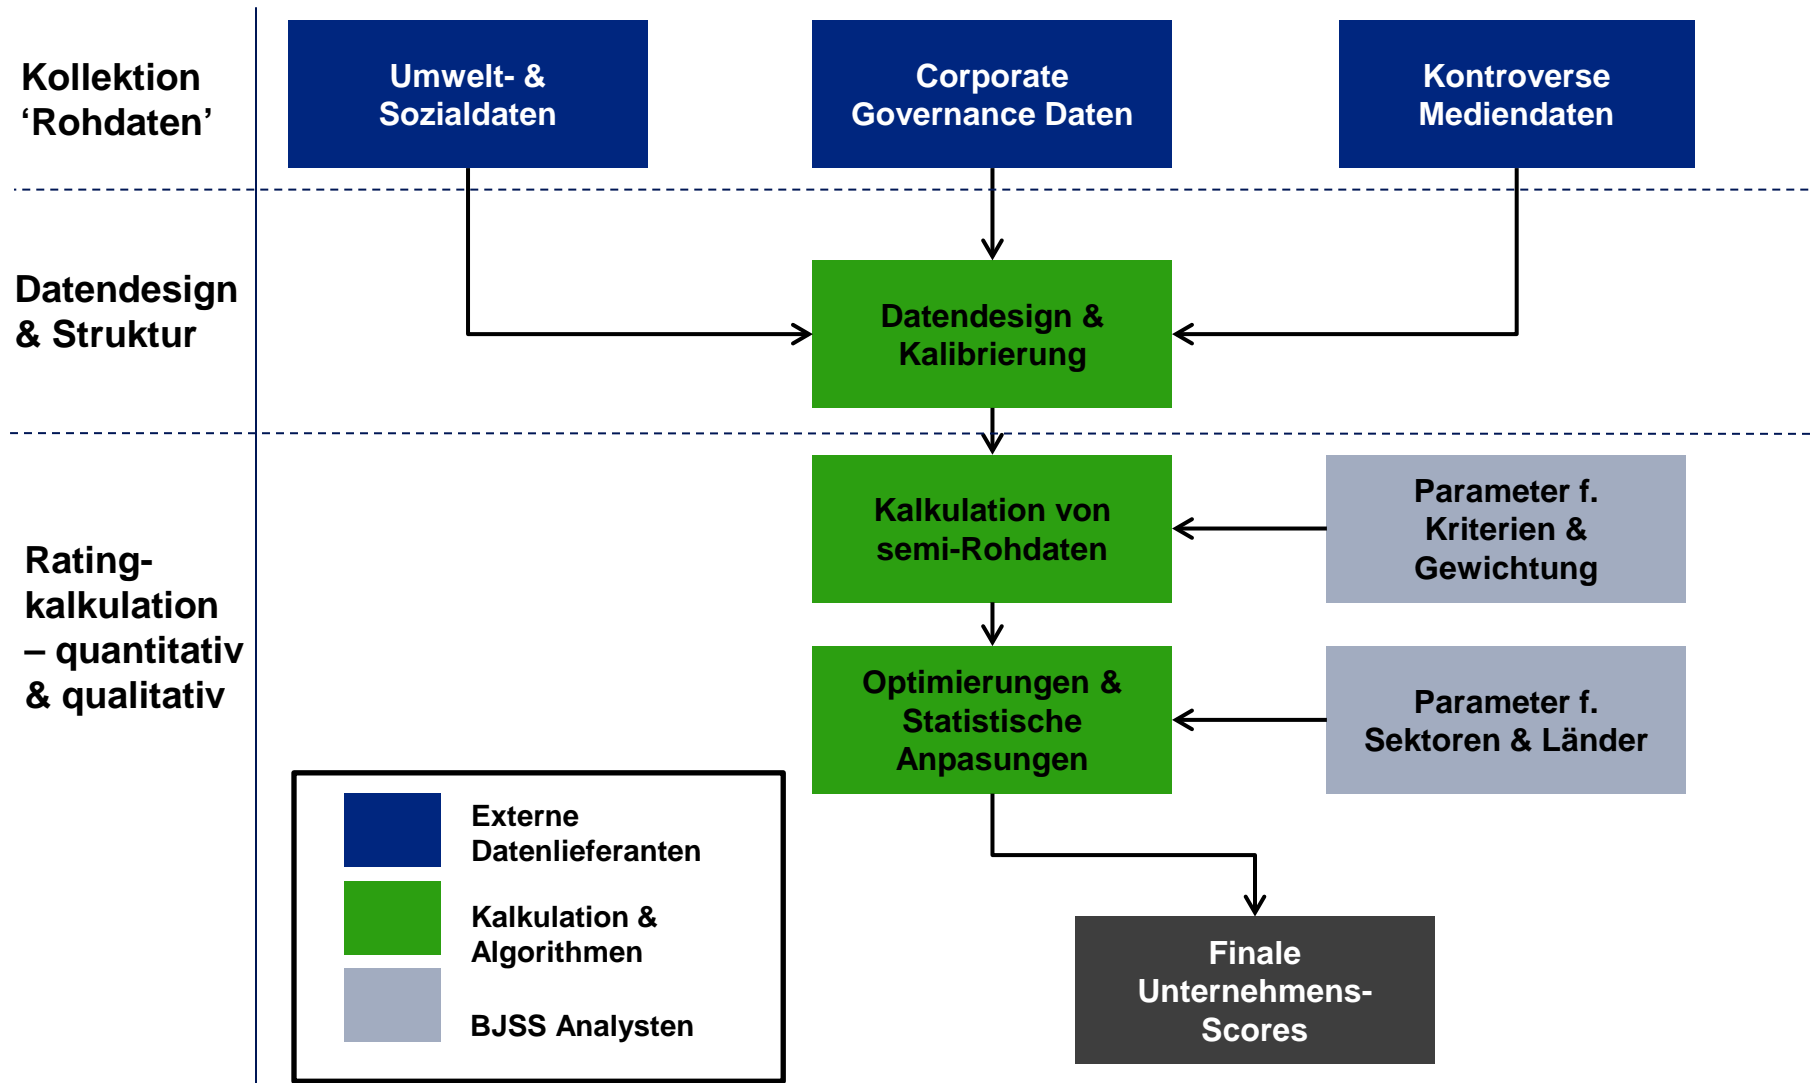 Kollektion
‘Rohdaten’
Umwelt- &
Sozialdaten
Corporate
Governance Daten
Kontroverse
Mediendaten
Datendesign
& Struktur
Datendesign &
Kalibrierung
Rating-
kalkulation
– quantitativ
& qualitativ
Kalkulation von
semi-Rohdaten
Parameter f.
Kriterien &
Gewichtung
Optimierungen &
Statistische
Anpasungen
Parameter f.
Sektoren & Länder
Externe
Datenlieferanten
Kalkulation &
Algorithmen
BJSS Analysten
Finale
Unternehmens-
Scores